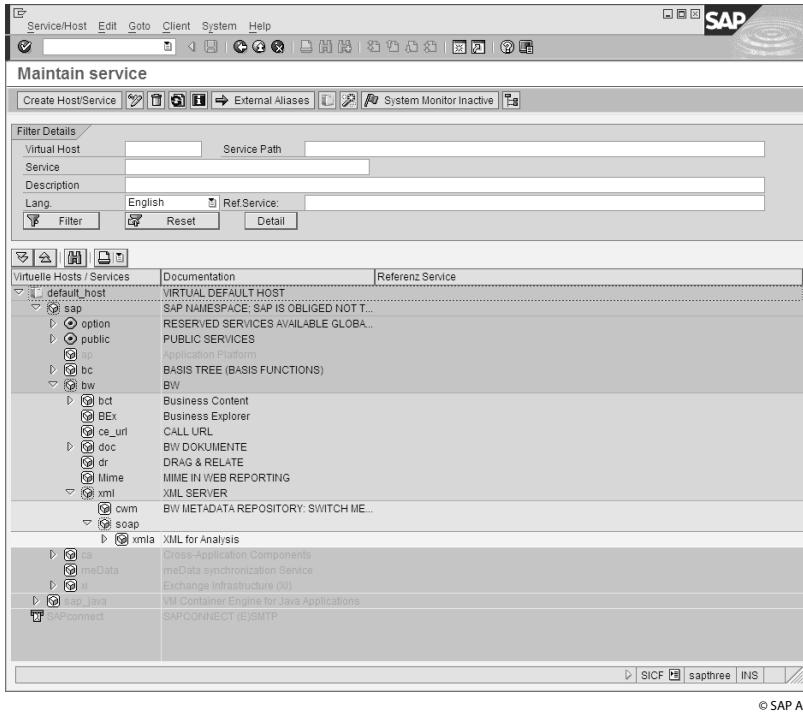 Service/Host Edit Goto Client System Help
SAP
Maintain service
Create Host/Service External Aliases System Monitor Inactive
Filter Details
Virtual Host Service Path
Service
Description
Lang. English Ref.Service:
Filter Reset Detail
Virtuelle Hosts / Services Documentation Referenz Service
default_host VIRTUAL DEFAULT HOST
sap SAP NAMESPACE; SAP IS OBLIGED NOT T...
option RESERVED SERVICES AVAILABLE GLOBA...
public PUBLIC SERVICES
ap Application Platform
bc BASIS TREE (BASIS FUNCTIONS)
bw BW
bct Business Content
BEx Business Explorer
ce_url CALL URL
doc BW DOKUMENTE
dr DRAG & RELATE
Mime MIME IN WEB REPORTING
xml XML SERVER
cwm BW METADATA REPOSITORY: SWITCH ME...
soap
xmla XML for Analysis
ca Cross-Application Components
meData meData synchronization Service
xi Exchange Infrastructure (XI)
sap_java VM Container Engine for Java Applications
SAPconnect SAPCONNECT (E)SMTP
SICF sapthree INS
© SAP A